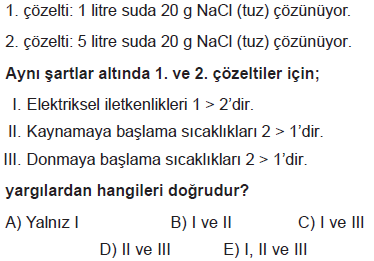 1. çözelti: 1 litre suda 20 g NaCl (tuz) çözünüyor.
2. çözelti: 5 litre suda 20 g NaCl (tuz) çözünüyor.
Aynı şartlar altında 1. ve 2. çözeltiler için;
I. Elektriksel iletkenlikleri 1 > 2'dir.
II. Kaynamaya başlama sıcaklıkları 2 > 1'dir.
III. Donmaya başlama sıcaklıkları 2 > 1'dir.
yargılardan hangileri doğrudur?
A) Yalnız I B) I ve II C) I ve III
D) II ve III E) I, II ve III